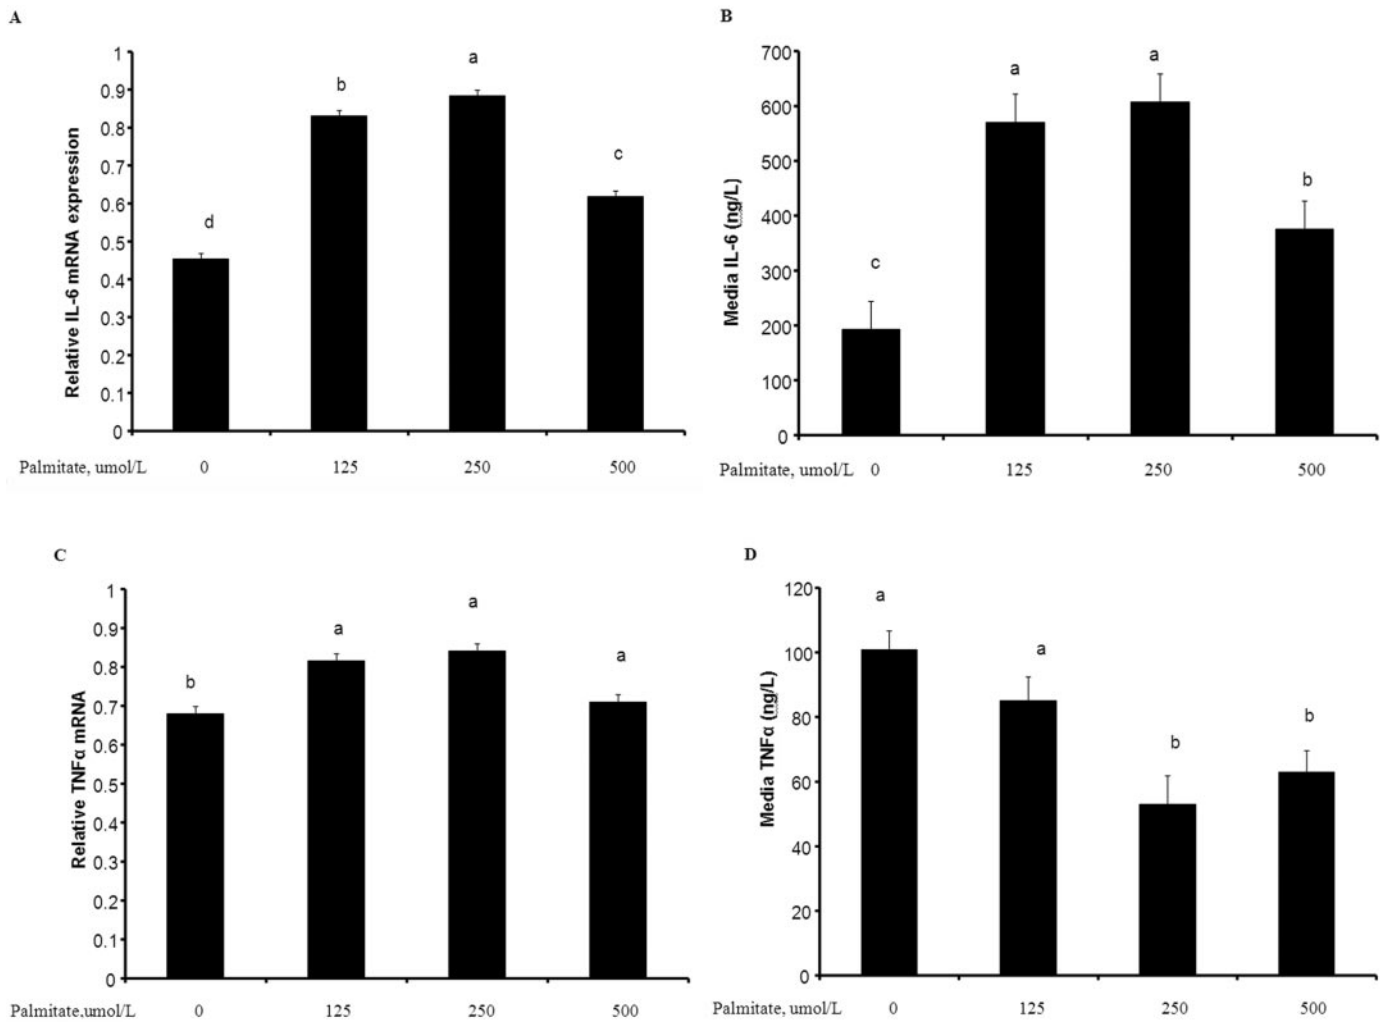 A
Relative IL-6 mRNA expression
1
0.9
0.8
0.7
0.6
0.5
0.4
0.3
0.2
0.1
0
d
b
a
c
Palmitate, umol/L 0 125 250 500
B
Media IL-6 (ng/L)
700
600
500
400
300
200
100
0
c
a
a
b
Palmitate, umol/L 0 125 250 500
C
Relative TNFα mRNA
1
0.9
0.8
0.7
0.6
0.5
0.4
0.3
0.2
0.1
0
b
a
a
a
Palmitate,umol/L 0 125 250 500
D
Media TNFα (ng/L)
120
100
80
60
40
20
0
a
a
b
b
Palmitate, umol/L 0 125 250 500